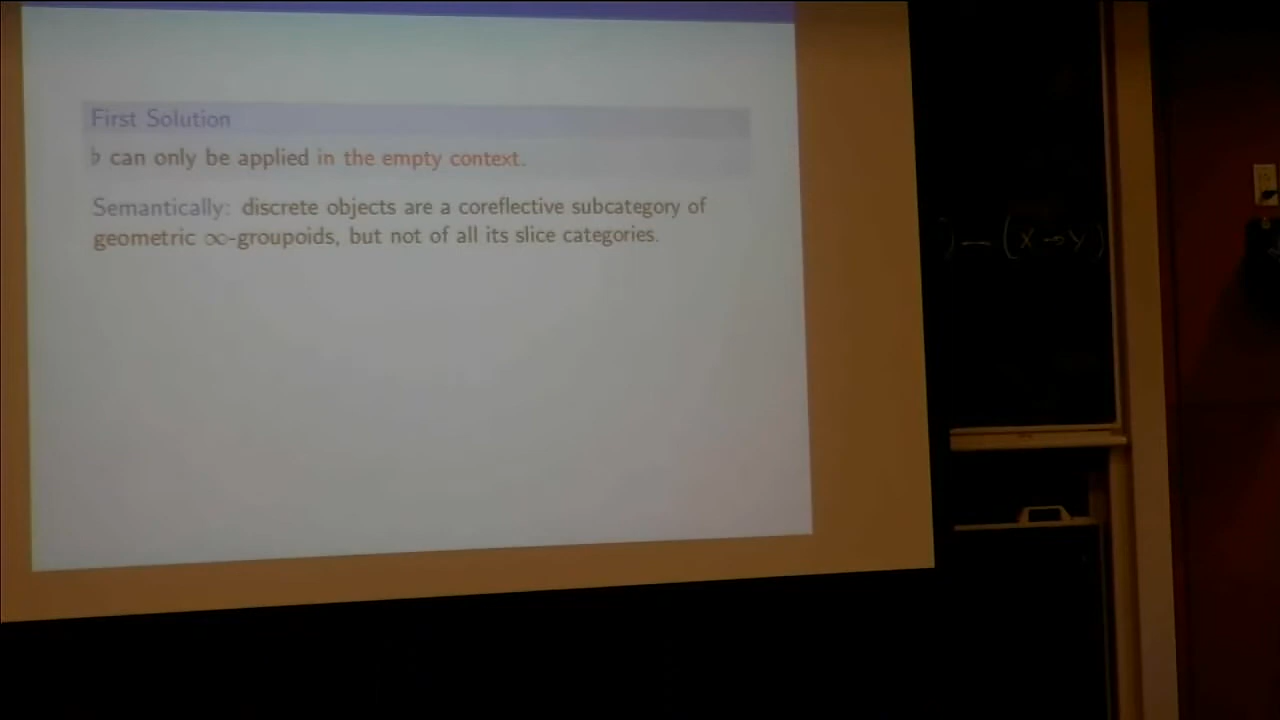 First Solution
♭ can only be applied in the empty context.
Semantically: discrete objects are a coreflective subcategory of
geometric ∞-groupoids, but not of all its slice categories.
) — (X → Y)